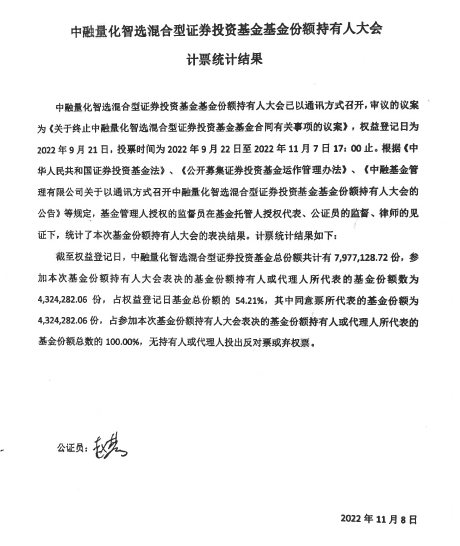 中融量化智选混合型证券投资基金基金份额持有人大会
计票统计结果
中融量化智选混合型证券投资基金基金份额持有人大会已以通讯方式召开，审议的议案
为《关于终止中融量化智选混合型证券投资基金基金合同有关事项的议案》，权益登记日为
2022 年 9 月 21 日，投票时间为 2022 年 9 月 22 日至 2022 年 11 月 7 日 17：00 止。根据《中
华人民共和国证券投资基金法》、《公开募集证券投资基金运作管理办法》、《中融基金管
理有限公司关于以通讯方式召开中融量化智选混合型证券投资基金基金份额持有人大会的
公告》等规定，基金管理人授权的监督员在基金托管人授权代表、公证员的监督、律师的见
证下，统计了本次基金份额持有人大会的表决结果。计票统计结果如下：
截至权益登记日，中融量化智选混合型证券投资基金总份额共计有 7,977,128.72 份，参
加本次基金份额持有人大会表决的基金份额持有人或代理人所代表的基金份额数为
4,324,282.06 份，占权益登记日基金总份额的 54.21%，其中同意票所代表的基金份额为
4,324,282.06 份，占参加本次基金份额持有人大会表决的基金份额持有人或代理人所代表的
基金份额总数的 100.00%，无持有人或代理人投出反对票或弃权票。
公证员：
2022 年 11 月 8 日